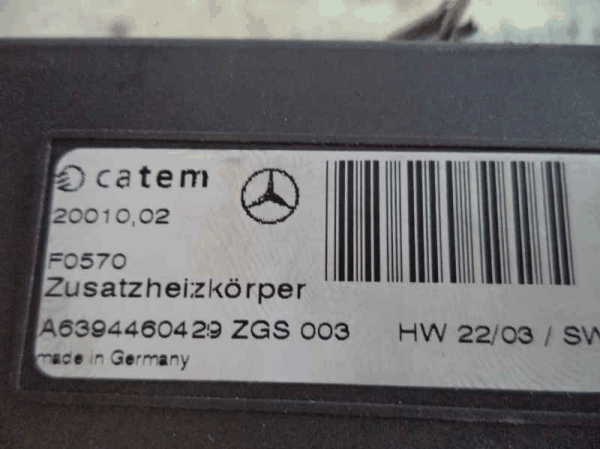 catem
20010,02
F0570
Zusatzheizkörper
A6394460429 ZGS 003 HW 22/03 / SW
made in Germany